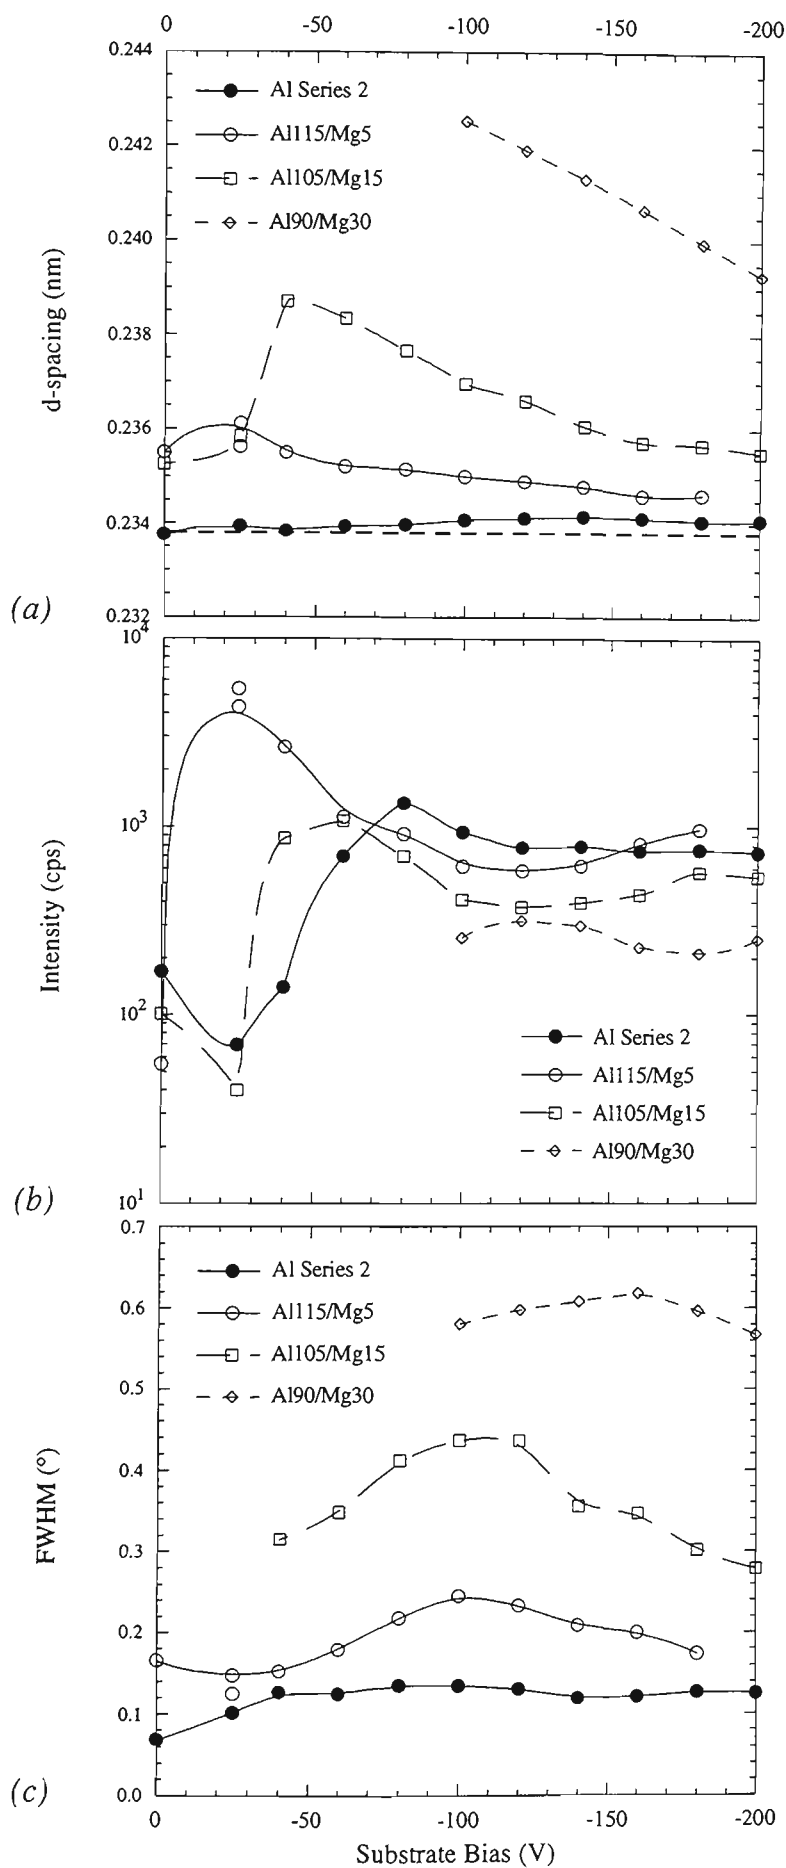 0 -50 -100 -150 -200
0.244
Al Series 2
Al115/Mg5
0.242
Al105/Mg15
Al90/Mg30
0.240
d-spacing (nm)
0.238
0.236
0.234
(a)
0.232
10⁴
10³
Intensity (cps)
10²
Al Series 2
Al115/Mg5
Al105/Mg15
Al90/Mg30
(b)
10¹
0.7
Al Series 2
0.6
Al115/Mg5
Al105/Mg15
0.5
Al90/Mg30
0.4
FWHM (°)
0.3
0.2
0.1
(c)
0.0
0 -50 -100 -150 -200
Substrate Bias (V)